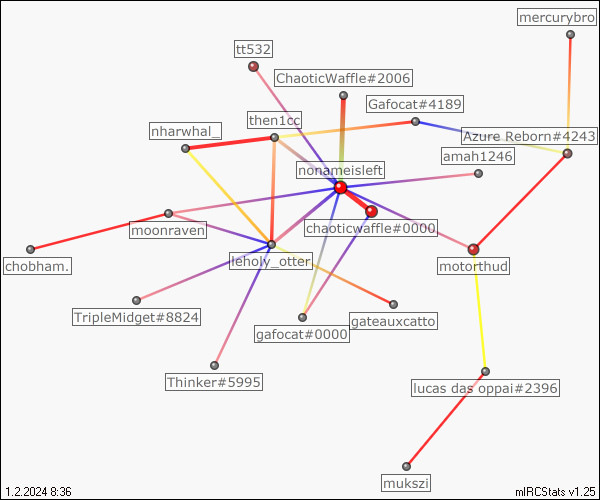 mercurybro
tt532
ChaoticWaffle#2006
Gafocat#4189
then1cc
nharwhal_
Azure Reborn#4243
amah1246
nonameisleft
moonraven
chaoticwaffle#0000
chobham.
leholy_otter
motorthud
TripleMidget#8824
gafocat#0000
gateauxcatto
Thinker#5995
lucas das oppai#2396
mukszi
1.2.2024 8:36
mIRCStats v1.25